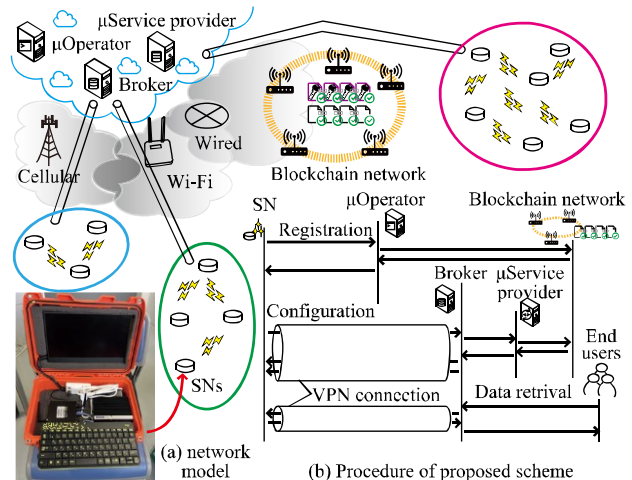 μService provider
μOperator
Broker
Cellular
Wi-Fi
Wired
Blockchain network
SNs
(a) network
model
SN
μOperator
Blockchain network
Registration
Broker
μService
provider
Configuration
End
users
VPN connection
Data retrival
(b) Procedure of proposed scheme